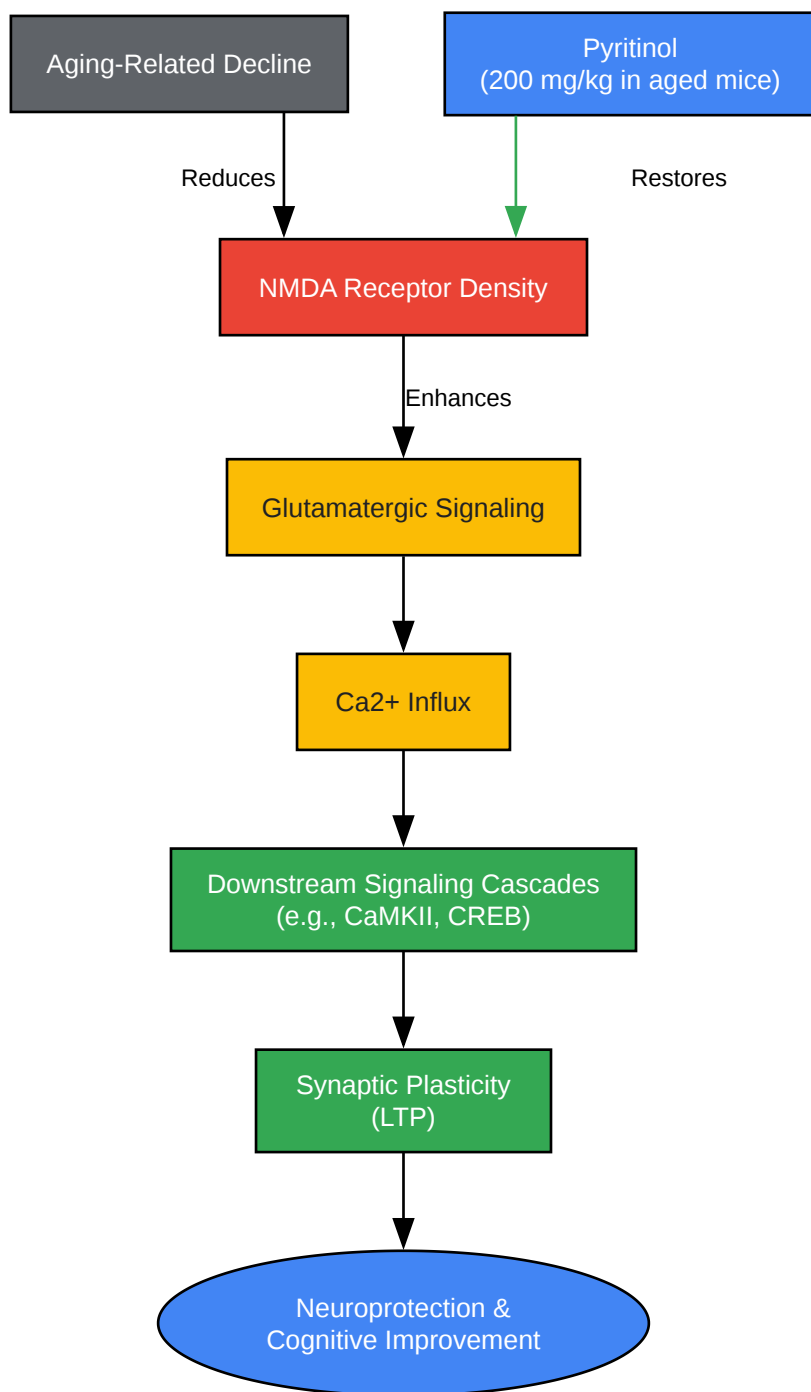 Aging-Related Decline
Pyritinol
(200 mg/kg in aged mice)
Reduces
Restores
NMDA Receptor Density
Enhances
Glutamatergic Signaling
Ca2+ Influx
Downstream Signaling Cascades
(e.g., CaMKII, CREB)
Synaptic Plasticity
(LTP)
Neuroprotection &
Cognitive Improvement